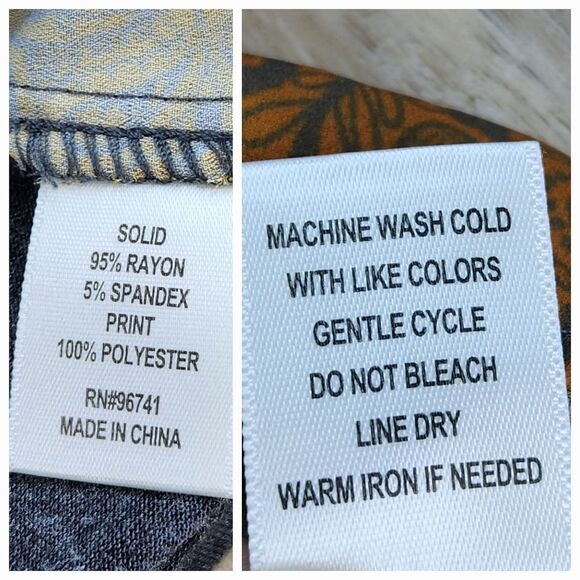 SOLID
95% RAYON
5% SPANDEX
PRINT
100% POLYESTER
RN#96741
MADE IN CHINA
MACHINE WASH COLD
WITH LIKE COLORS
GENTLE CYCLE
DO NOT BLEACH
LINE DRY
WARM IRON IF NEEDED